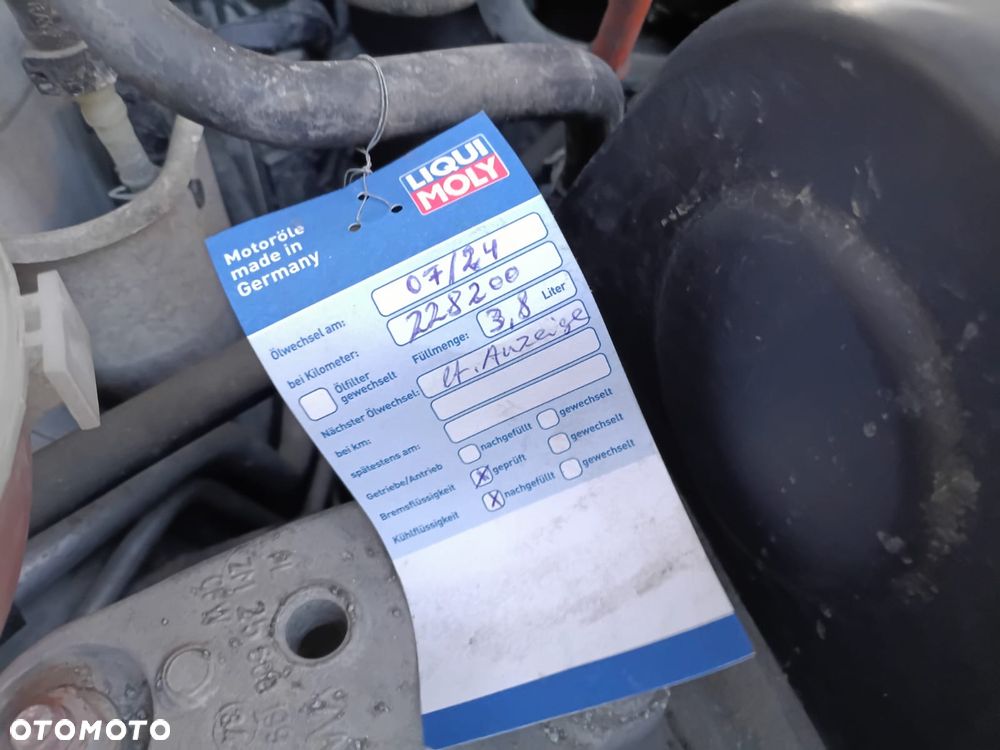 LIQUI
MOLY
Motoröle
made in
Germany
Ölwechsel am: 07/24
bei Kilometer: 228200
Füllmenge: 3,8 Liter
Ölfilter
gewechselt
Nächster Ölwechsel: lt. Anzeige
bei km:
spätestens am:
Getriebe/Antrieb nachgefüllt gewechselt
Bremsflüssigkeit X geprüft gewechselt
Kühlflüssigkeit X nachgefüllt gewechselt
OTOMOTO